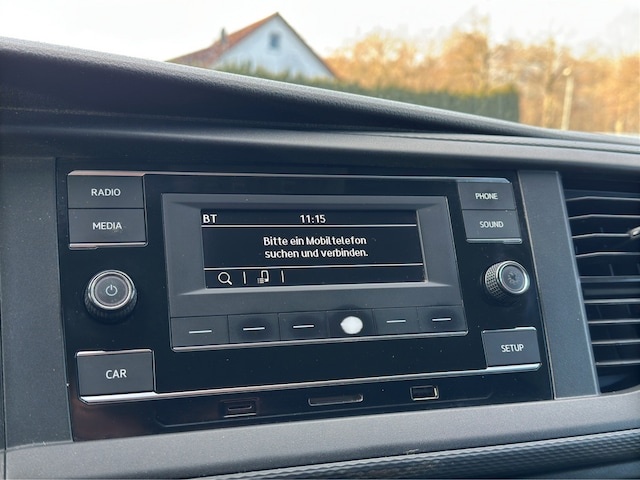 RADIO
MEDIA
CAR
BT 11:15
Bitte ein Mobiltelefon
suchen und verbinden.
PHONE
SOUND
SETUP